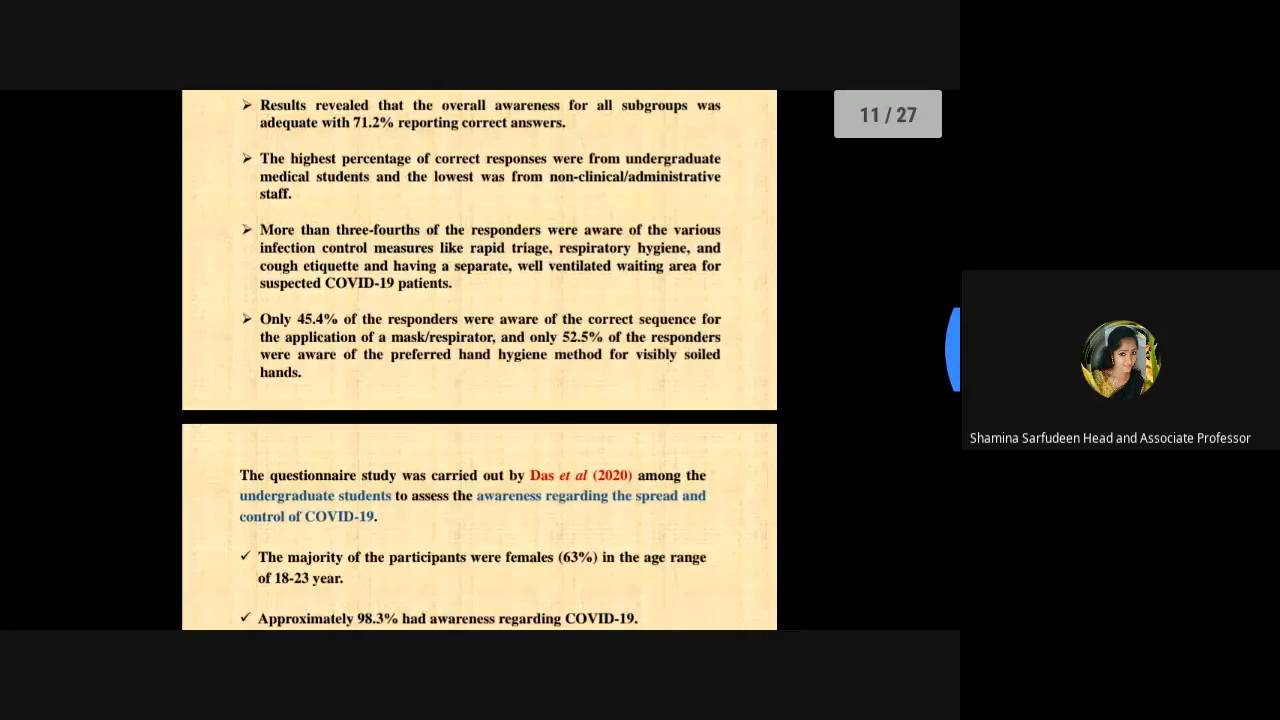 ➢ Results revealed that the overall awareness for all subgroups was
adequate with 71.2% reporting correct answers.
➢ The highest percentage of correct responses were from undergraduate
medical students and the lowest was from non-clinical/administrative
staff.
➢ More than three-fourths of the responders were aware of the various
infection control measures like rapid triage, respiratory hygiene, and
cough etiquette and having a separate, well ventilated waiting area for
suspected COVID-19 patients.
➢ Only 45.4% of the responders were aware of the correct sequence for
the application of a mask/respirator, and only 52.5% of the responders
were aware of the preferred hand hygiene method for visibly soiled
hands.
The questionnaire study was carried out by Das et al (2020) among the
undergraduate students to assess the awareness regarding the spread and
control of COVID-19.
✓ The majority of the participants were females (63%) in the age range
of 18-23 year.
✓ Approximately 98.3% had awareness regarding COVID-19.
11 / 27
Shamina Sarfudeen Head and Associate Professor